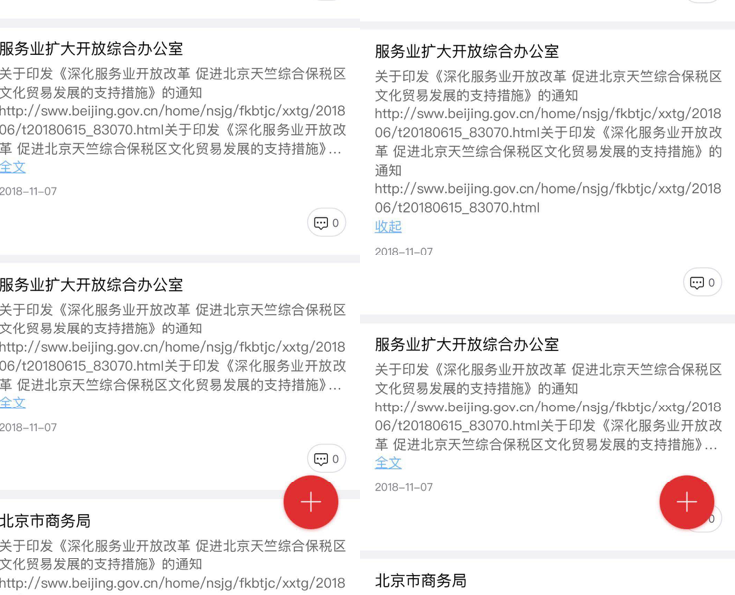 服务业扩大开放综合办公室
关于印发《深化服务业开放改革 促进北京天竺综合保税区
文化贸易发展的支持措施》的通知
http://sww.beijing.gov.cn/home/nsjg/fkbtjc/xxtg/2018
06/t20180615_83070.html关于印发《深化服务业开放改
革 促进北京天竺综合保税区文化贸易发展的支持措施》...
全文
2018-11-07
0
服务业扩大开放综合办公室
关于印发《深化服务业开放改革 促进北京天竺综合保税区
文化贸易发展的支持措施》的通知
http://sww.beijing.gov.cn/home/nsjg/fkbtjc/xxtg/2018
06/t20180615_83070.html关于印发《深化服务业开放改
革 促进北京天竺综合保税区文化贸易发展的支持措施》...
全文
2018-11-07
0
北京市商务局
关于印发《深化服务业开放改革 促进北京天竺综合保税区
文化贸易发展的支持措施》的通知
http://sww.beijing.gov.cn/home/nsjg/fkbtjc/xxtg/2018
服务业扩大开放综合办公室
关于印发《深化服务业开放改革 促进北京天竺综合保税区
文化贸易发展的支持措施》的通知
http://sww.beijing.gov.cn/home/nsjg/fkbtjc/xxtg/2018
06/t20180615_83070.html关于印发《深化服务业开放改
革 促进北京天竺综合保税区文化贸易发展的支持措施》的
通知
http://sww.beijing.gov.cn/home/nsjg/fkbtjc/xxtg/2018
06/t20180615_83070.html
收起
2018-11-07
0
服务业扩大开放综合办公室
关于印发《深化服务业开放改革 促进北京天竺综合保税区
文化贸易发展的支持措施》的通知
http://sww.beijing.gov.cn/home/nsjg/fkbtjc/xxtg/2018
06/t20180615_83070.html关于印发《深化服务业开放改
革 促进北京天竺综合保税区文化贸易发展的支持措施》...
全文
2018-11-07
0
北京市商务局